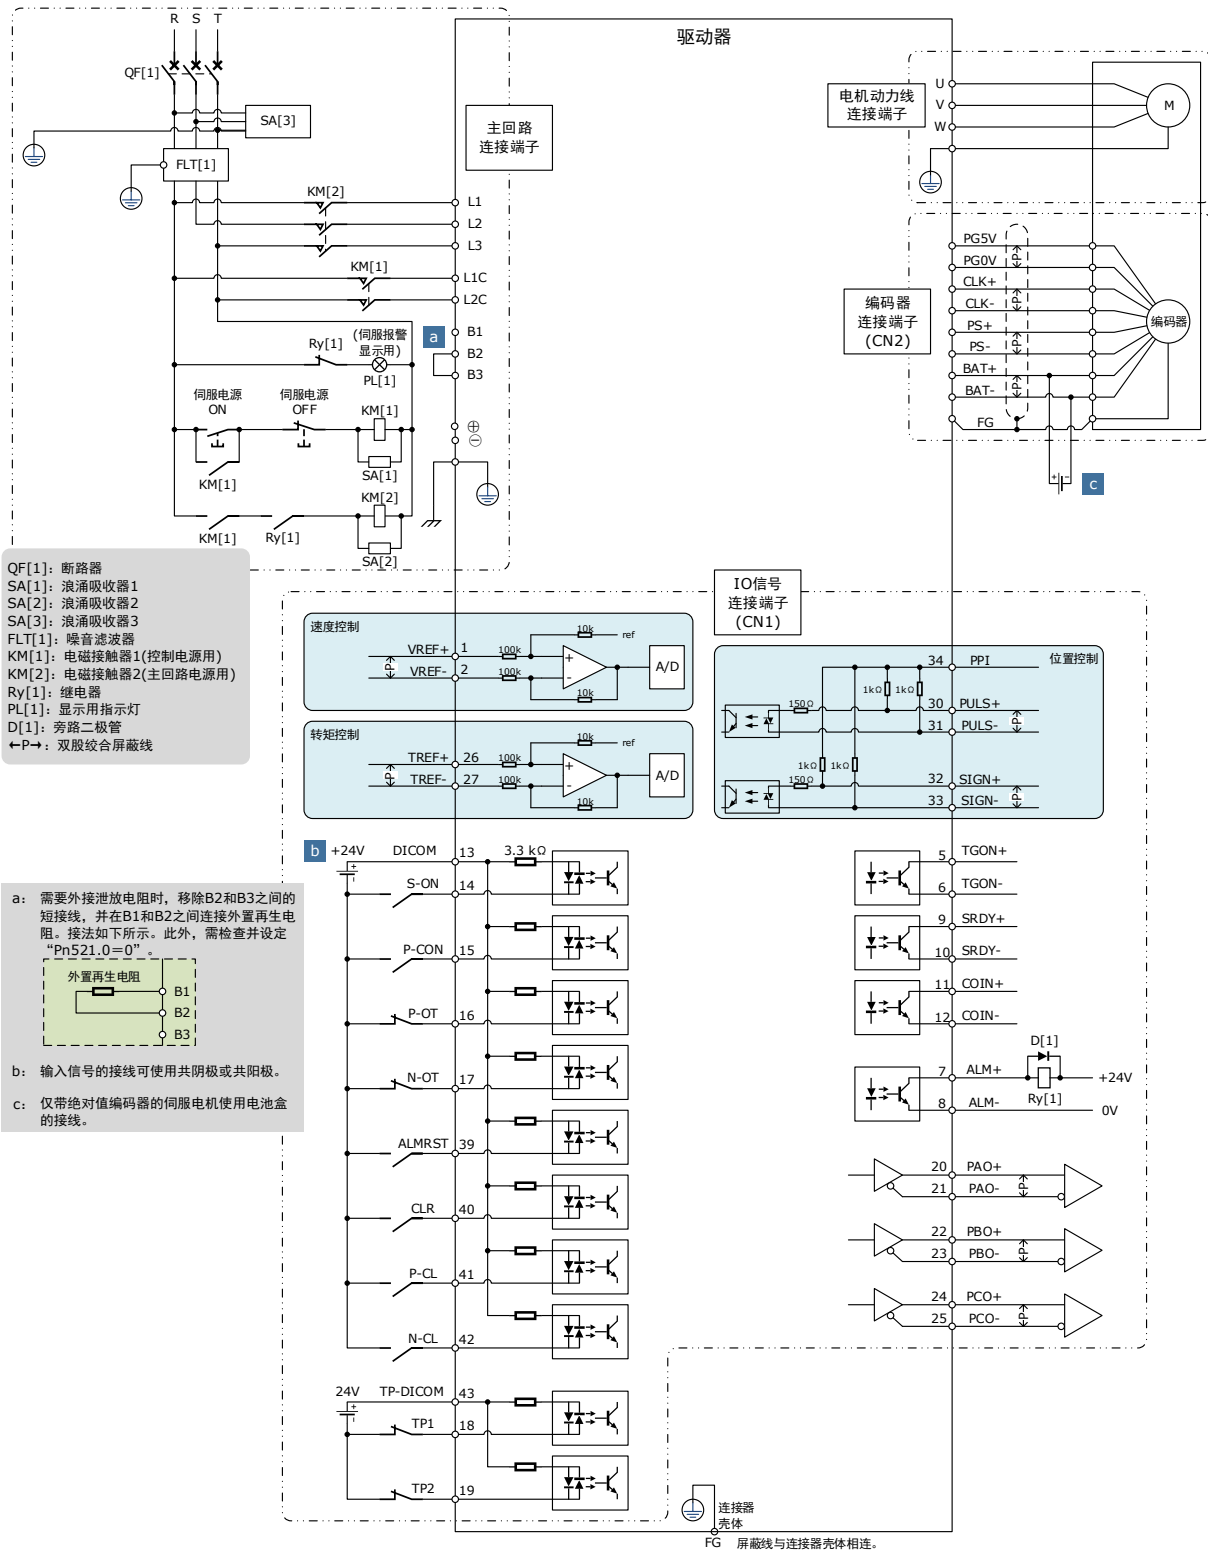 R S T
驱动器
QF[1]
SA[3]
FLT[1]
主回路
连接端子
KM[2]
L1
L2
L3
KM[1]
L1C
L2C
a
B1
B2
B3
Ry[1]
(伺服报警
显示用)
PL[1]
伺服电源
ON
伺服电源
OFF
KM[1]
SA[1]
KM[1]
⊕
⊖
KM[2]
KM[1]
Ry[1]
SA[2]
电机动力线
连接端子
U
V
W
M
编码器
连接端子
(CN2)
PG5V
PG0V
CLK+
CLK-
PS+
PS-
BAT+
BAT-
FG
P
P
P
P
编码器
+ -
c
QF[1]：断路器
SA[1]：浪涌吸收器1
SA[2]：浪涌吸收器2
SA[3]：浪涌吸收器3
FLT[1]：噪音滤波器
KM[1]：电磁接触器1(控制电源用)
KM[2]：电磁接触器2(主回路电源用)
Ry[1]：继电器
PL[1]：显示用指示灯
D[1]：旁路二极管
←P→：双股绞合屏蔽线
IO信号
连接端子
(CN1)
速度控制
VREF+ 1 100k
VREF- 2 100k
P
10k ref
+
-
10k
A/D
转矩控制
TREF+ 26 100k
TREF- 27 100k
P
10k ref
+
-
10k
A/D
位置控制
34 PPI
1kΩ 1kΩ
150Ω 30 PULS+
31 PULS-
P
1kΩ 1kΩ
150Ω 32 SIGN+
33 SIGN-
P
b +24V DICOM 13 3.3 kΩ
+
-
S-ON 14
P-CON 15
P-OT 16
N-OT 17
ALMRST 39
CLR 40
P-CL 41
N-CL 42
24V TP-DICOM 43
+
-
TP1 18
TP2 19
5 TGON+
6 TGON-
9 SRDY+
10 SRDY-
11 COIN+
12 COIN-
D[1]
7 ALM+ +24V
Ry[1]
8 ALM- 0V
20 PAO+
21 PAO-
P
22 PBO+
23 PBO-
P
24 PCO+
25 PCO-
P
a： 需要外接泄放电阻时，移除B2和B3之间的
短接线，并在B1和B2之间连接外置再生电
阻。接法如下所示。此外，需检查并设定
“Pn521.0＝0”。
外置再生电阻
B1
B2
B3
b： 输入信号的接线可使用共阴极或共阳极。
c： 仅带绝对值编码器的伺服电机使用电池盒
的接线。
连接器
壳体
FG 屏蔽线与连接器壳体相连。